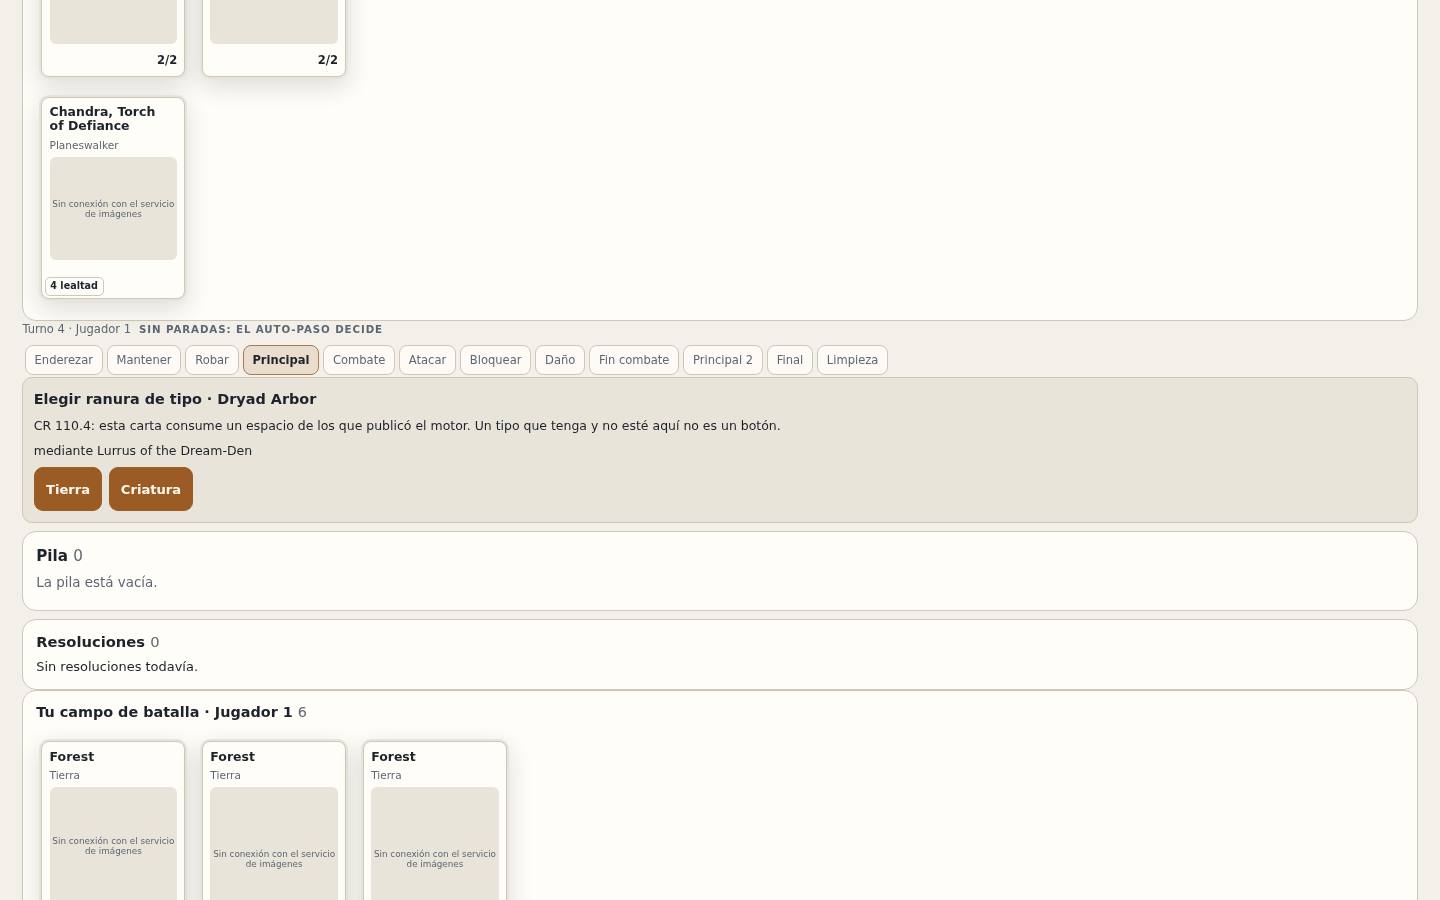 2/2 2/2
Chandra, Torch
of Defiance
Planeswalker
Sin conexión con el servicio
de imágenes
4 lealtad
Turno 4 · Jugador 1 SIN PARADAS: EL AUTO-PASO DECIDE
Enderezar Mantener Robar Principal Combate Atacar Bloquear Daño Fin combate Principal 2 Final Limpieza
Elegir ranura de tipo · Dryad Arbor
CR 110.4: esta carta consume un espacio de los que publicó el motor. Un tipo que tenga y no esté aquí no es un botón.
mediante Lurrus of the Dream-Den
Tierra Criatura
Pila 0
La pila está vacía.
Resoluciones 0
Sin resoluciones todavía.
Tu campo de batalla · Jugador 1 6
Forest Forest Forest
Tierra Tierra Tierra
Sin conexión con el servicio
de imágenes
Sin conexión con el servicio
de imágenes
Sin conexión con el servicio
de imágenes